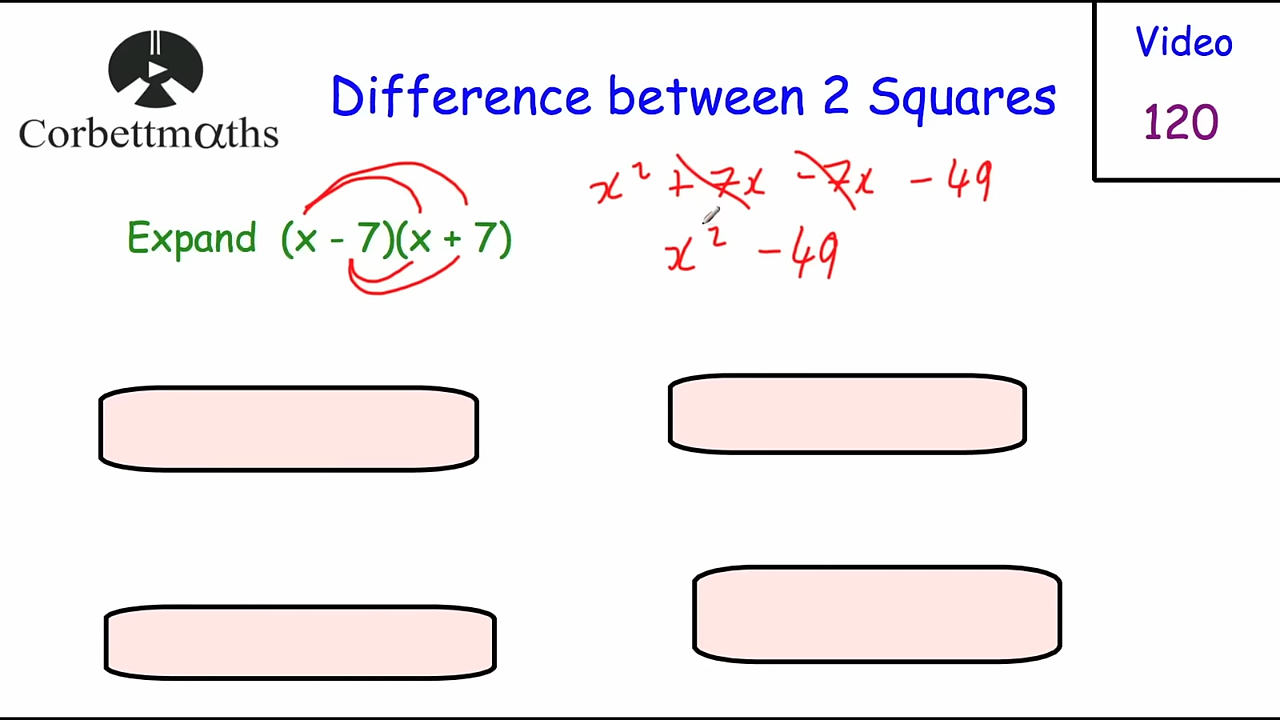 Corbettmαths
Difference between 2 Squares
Video
120
x² + 7x - 7x - 49
Expand (x - 7)(x + 7)
x² - 49